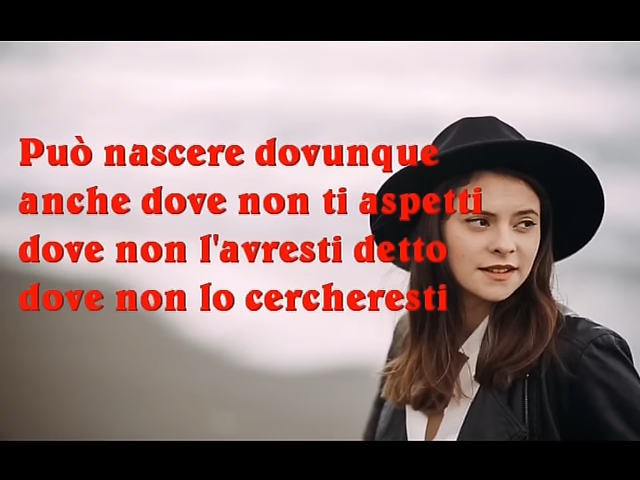 Può nascere dovunque
anche dove non ti aspetti
dove non l'avresti detto
dove non lo cercheresti